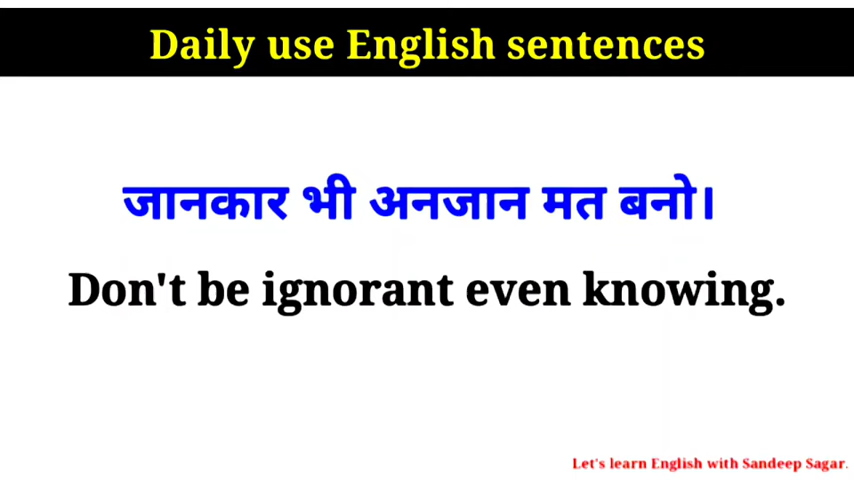 Daily use English sentences
जानकार भी अनजान मत बनो।
Don't be ignorant even knowing.
Let's learn English with Sandeep Sagar.